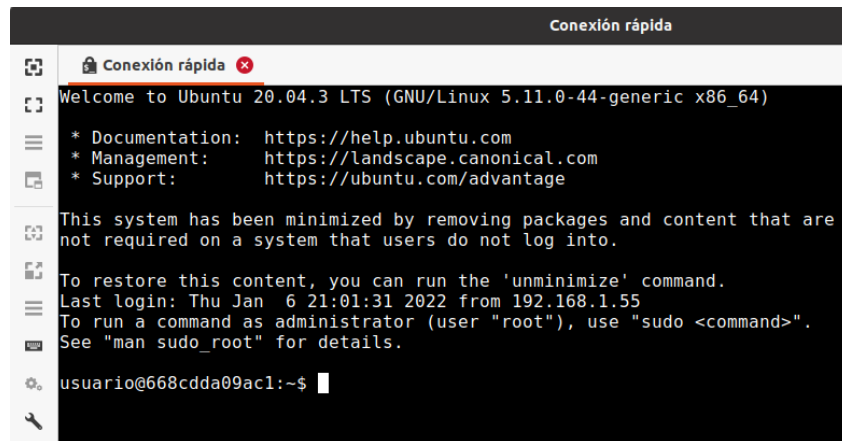 Conexión rápida
Conexión rápida
Welcome to Ubuntu 20.04.3 LTS (GNU/Linux 5.11.0-44-generic x86_64)
* Documentation:  https://help.ubuntu.com
* Management:     https://landscape.canonical.com
* Support:        https://ubuntu.com/advantage
This system has been minimized by removing packages and content that are
not required on a system that users do not log into.
To restore this content, you can run the 'unminimize' command.
Last login: Thu Jan  6 21:01:31 2022 from 192.168.1.55
To run a command as administrator (user "root"), use "sudo <command>".
See "man sudo_root" for details.
usuario@668cdda09ac1:~$